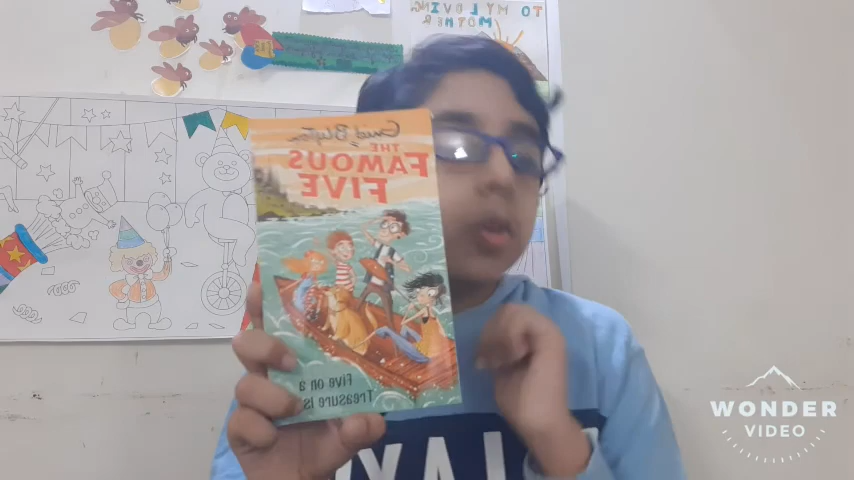 TO MY LOVING
MOTHER
Enid Blyton
THE
FAMOUS
FIVE
Five on a
Treasure Is
WONDER
VIDEO